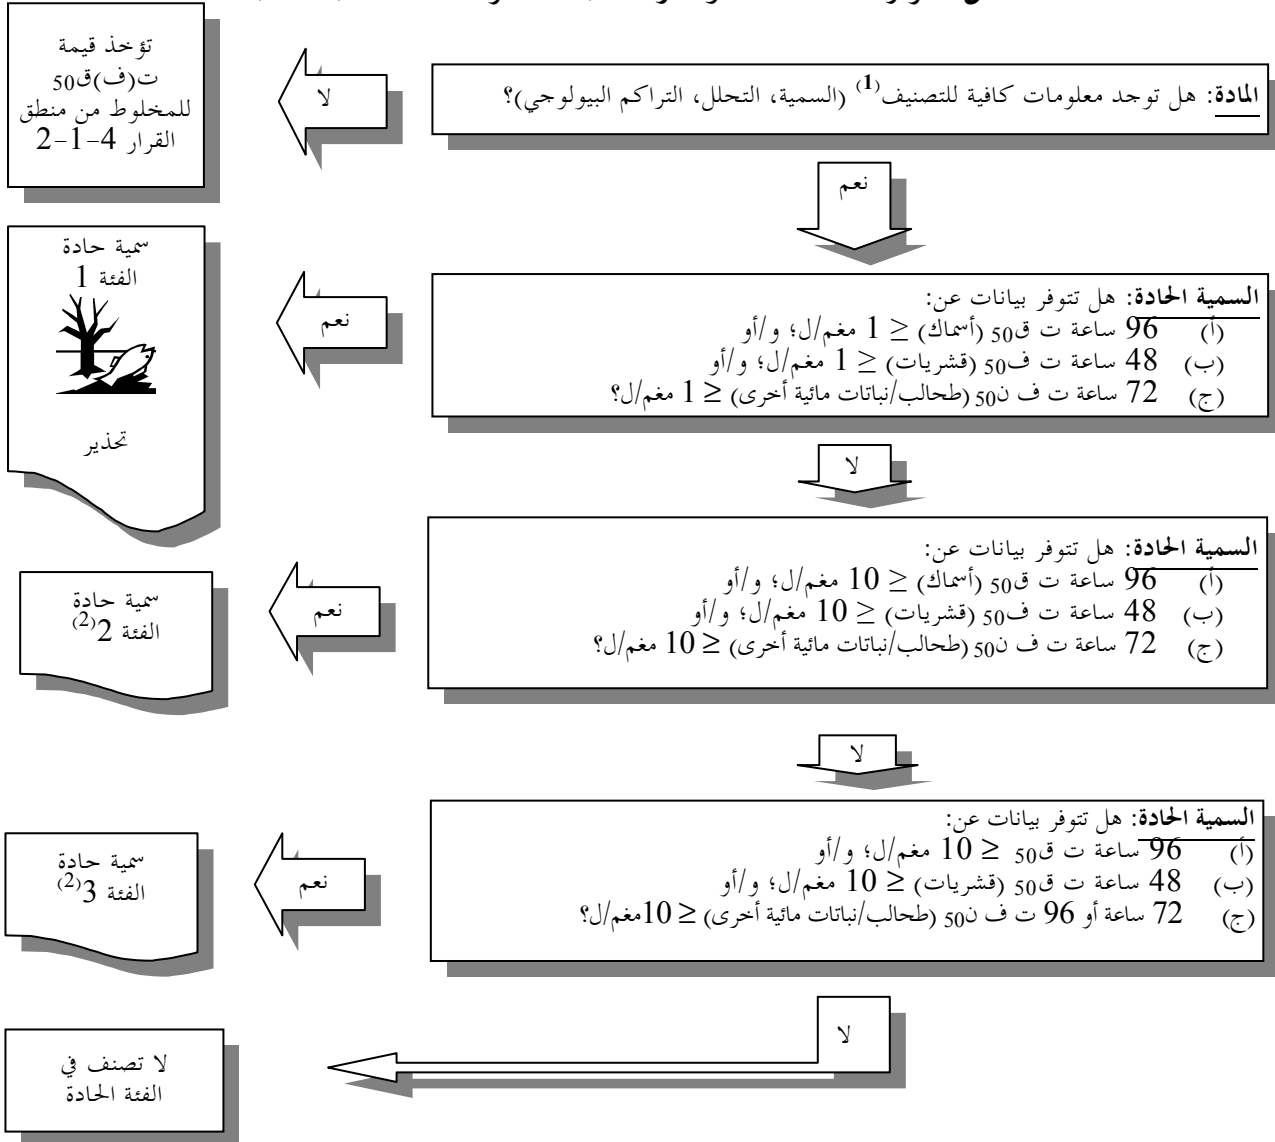 المادة: هل توجد معلومات كافية للتصنيف(1) (السمية، التحلل، التراكم البيولوجي)؟
لا
تؤخذ قيمة
ت(ف)ق50
للمخلوط من منطق
القرار 4-1-2
نعم
السمية الحادة: هل تتوفر بيانات عن:
(أ) 96 ساعة ت ق50 (أسماك) ≤ 1 مغم/ل؛ و/أو
(ب) 48 ساعة ت ف50 (قشريات) ≤ 1 مغم/ل؛ و/أو
(ج) 72 ساعة ت ف ن50 (طحالب/نباتات مائية أخرى) ≤ 1 مغم/ل؟
نعم
سمية حادة
الفئة 1
تحذير
لا
السمية الحادة: هل تتوفر بيانات عن:
(أ) 96 ساعة ت ق50 (أسماك) ≤ 10 مغم/ل؛ و/أو
(ب) 48 ساعة ت ف50 (قشريات) ≤ 10 مغم/ل؛ و/أو
(ج) 72 ساعة ت ف ن50 (طحالب/نباتات مائية أخرى) ≤ 10 مغم/ل؟
نعم
سمية حادة
الفئة 2(2)
لا
السمية الحادة: هل تتوفر بيانات عن:
(أ) 96 ساعة ت ق50 ≤ 10 مغم/ل؛ و/أو
(ب) 48 ساعة ت ق50 (قشريات) ≤ 10 مغم/ل؛ و/أو
(ج) 72 ساعة أو 96 ت ف ن50 (طحالب/نباتات مائية أخرى) ≤ 10مغم/ل؟
نعم
سمية حادة
الفئة 3(2)
لا
لا تصنف في
الفئة الحادة